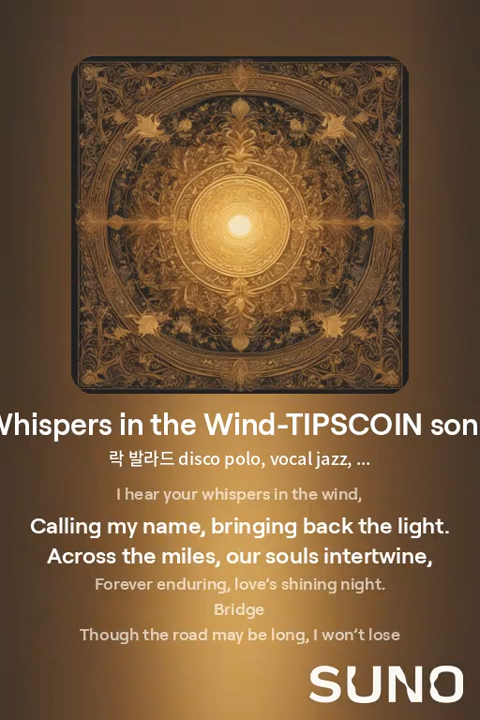 Whispers in the Wind-TIPSCOIN son
락 발라드 disco polo, vocal jazz, ...
I hear your whispers in the wind,
Calling my name, bringing back the light.
Across the miles, our souls intertwine,
Forever enduring, love's shining night.
Bridge
Though the road may be long, I won't lose
SUNO